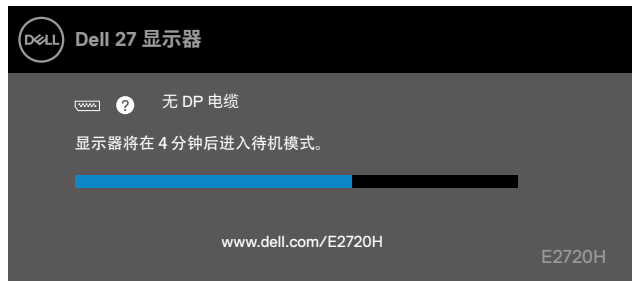 DELL
Dell 27 显示器
? 无 DP 电缆
显示器将在 4 分钟后进入待机模式。
www.dell.com/E2720H
E2720H